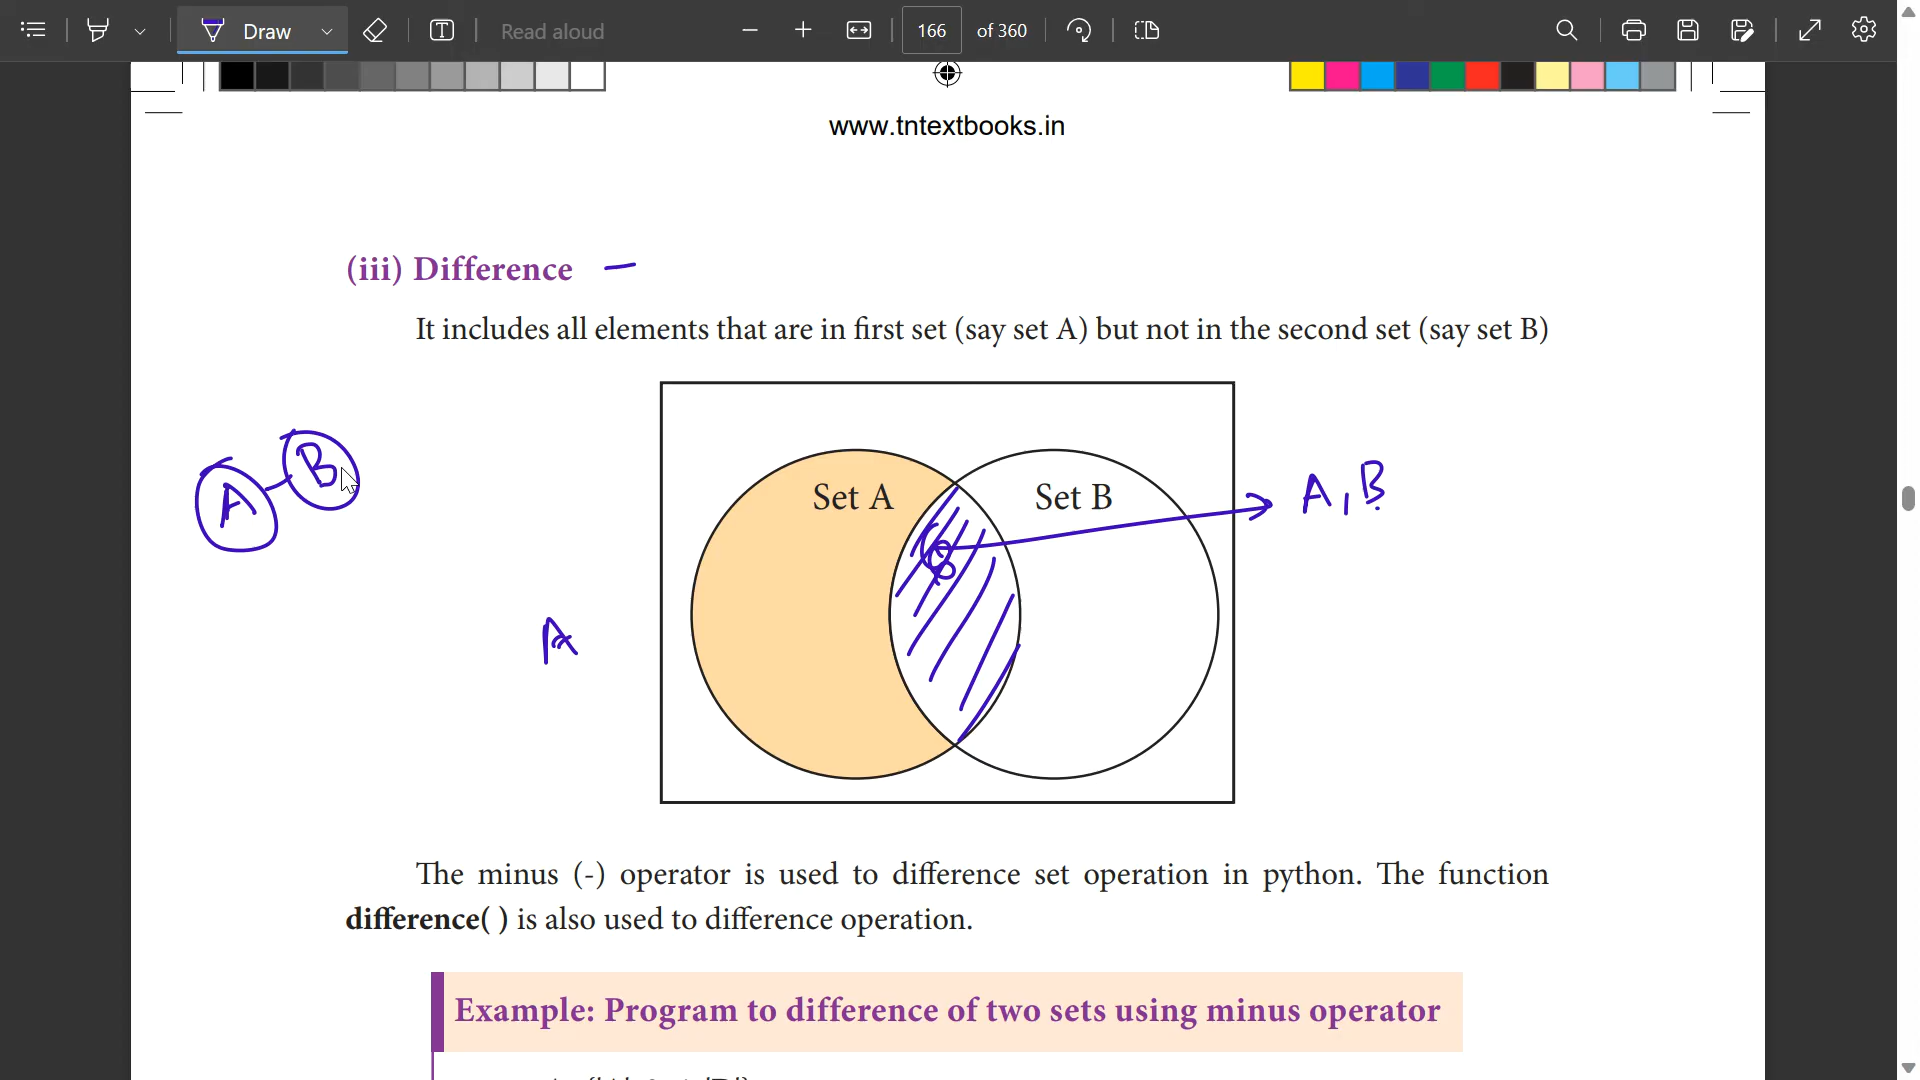 Draw
Read aloud
166 of 360
www.tntextbooks.in
(iii) Difference –
It includes all elements that are in first set (say set A) but not in the second set (say set B)
A - B
Set A
Set B
A, B
A
The minus (-) operator is used to difference set operation in python. The function
difference( ) is also used to difference operation.
Example: Program to difference of two sets using minus operator